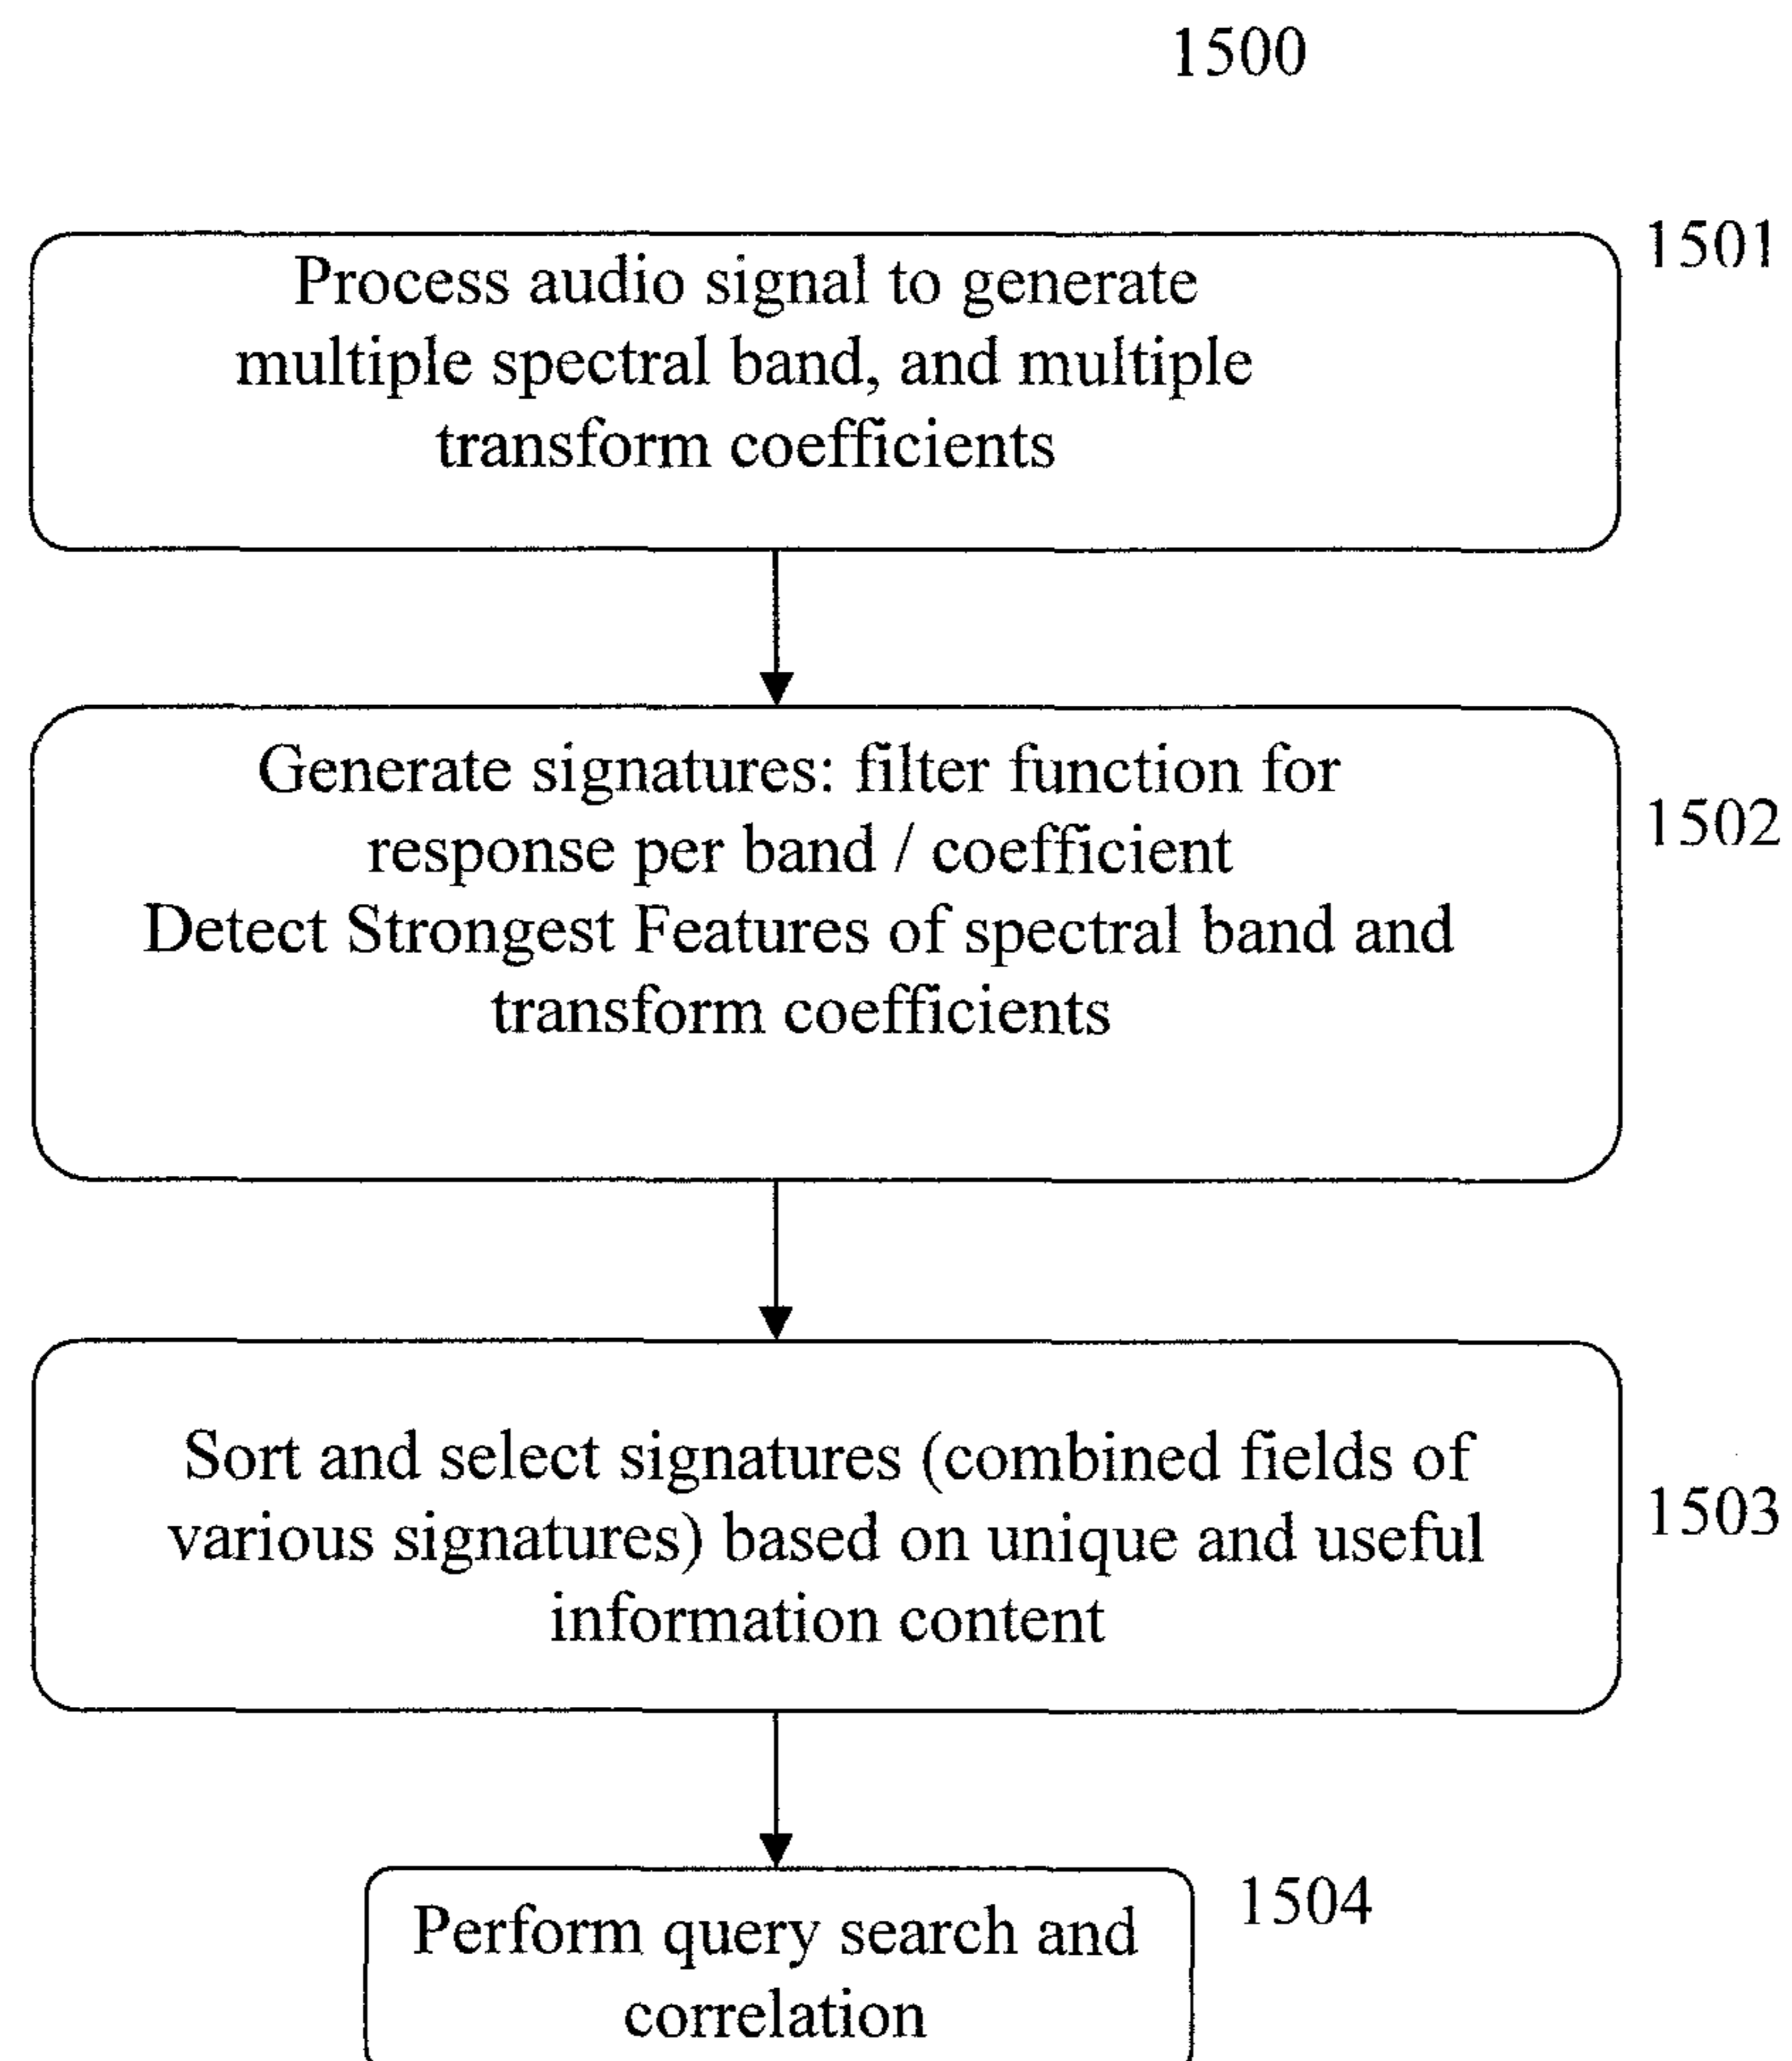 1500
1501
Process audio signal to generate
multiple spectral band, and multiple
transform coefficients
Generate signatures: filter function for
response per band / coefficient
1502
Detect Strongest Features of spectral band and
transform coefficients
Sort and select signatures (combined fields of
various signatures) based on unique and useful
1503
information content
1504
Perform query search and
correlation